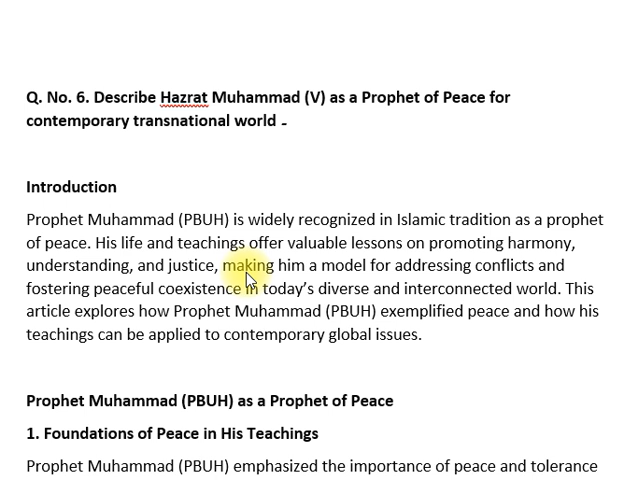 Q. No. 6. Describe Hazrat Muhammad (V) as a Prophet of Peace for
contemporary transnational world -
Introduction
Prophet Muhammad (PBUH) is widely recognized in Islamic tradition as a prophet
of peace. His life and teachings offer valuable lessons on promoting harmony,
understanding, and justice, making him a model for addressing conflicts and
fostering peaceful coexistence in today’s diverse and interconnected world. This
article explores how Prophet Muhammad (PBUH) exemplified peace and how his
teachings can be applied to contemporary global issues.
Prophet Muhammad (PBUH) as a Prophet of Peace
1. Foundations of Peace in His Teachings
Prophet Muhammad (PBUH) emphasized the importance of peace and tolerance